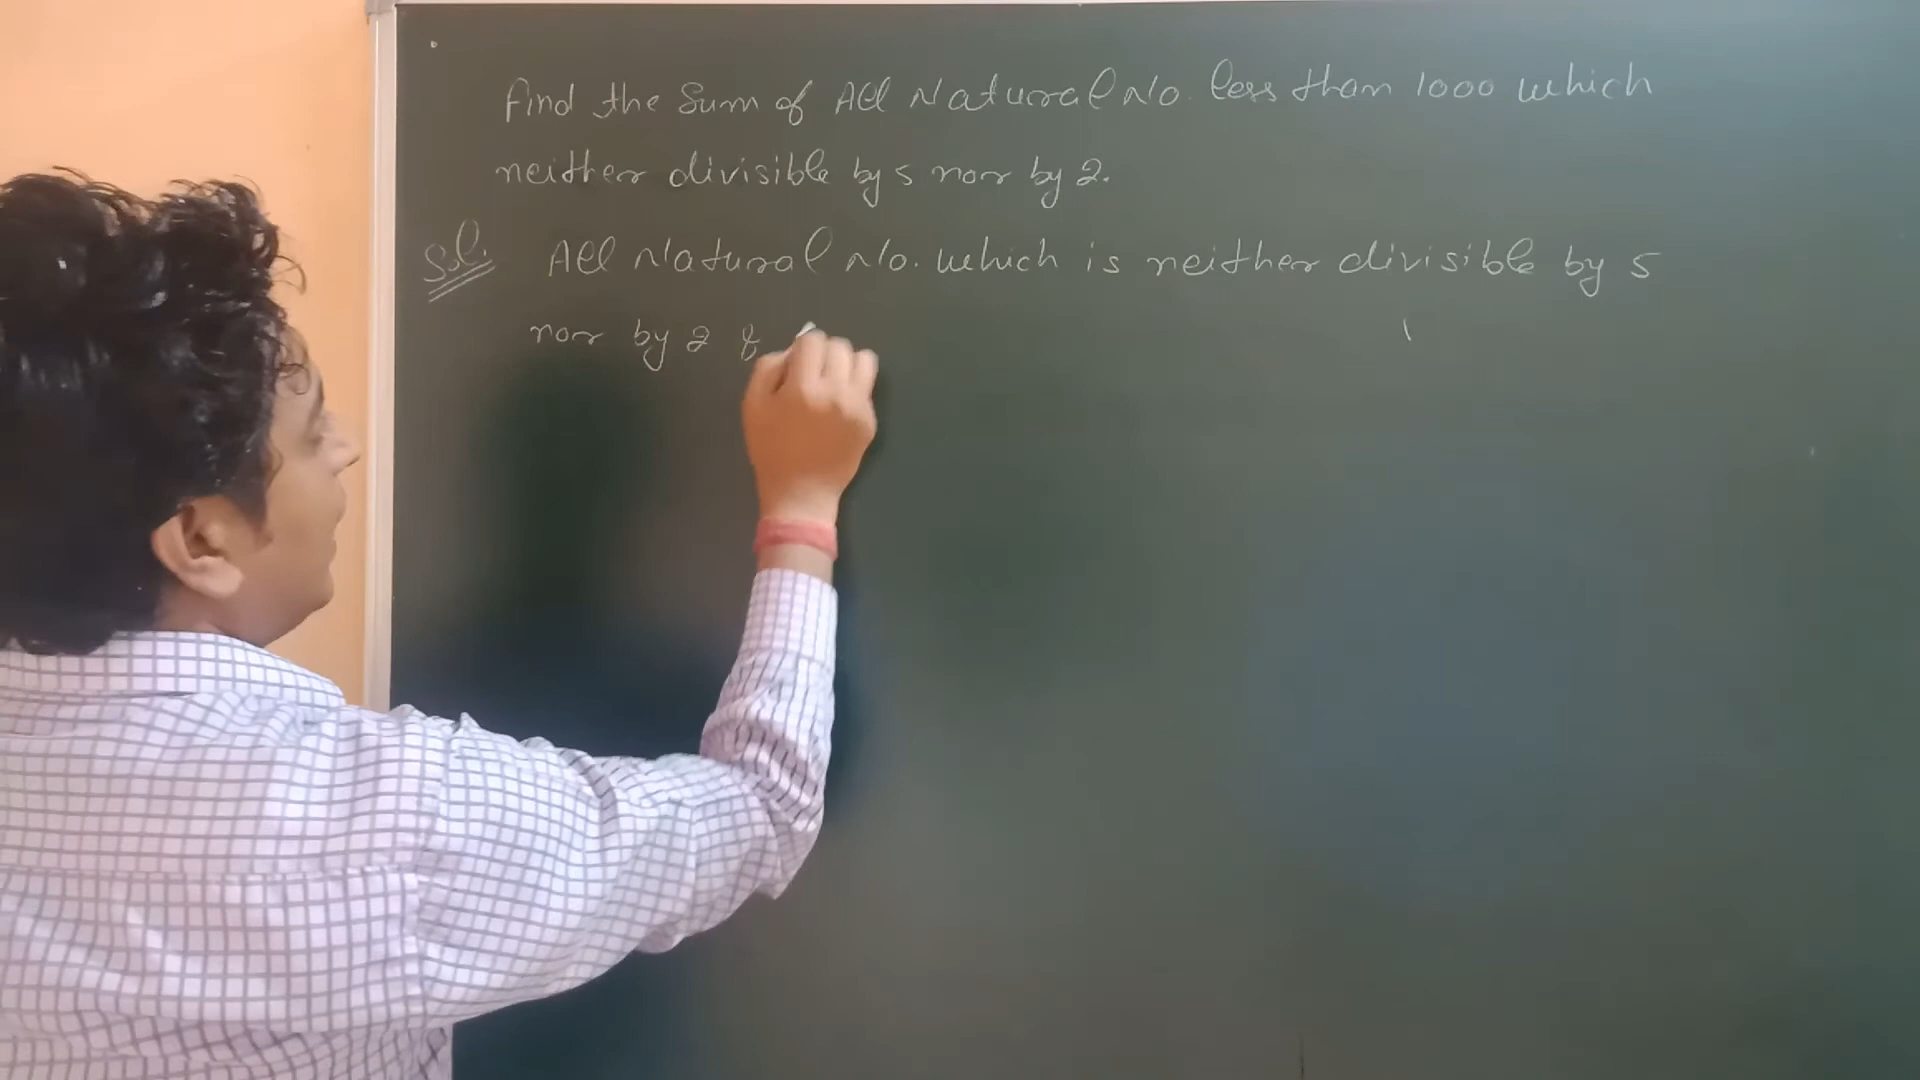 Find the Sum of All Natural No. less than 1000 which
neither divisible by 5 nor by 2.
Sol. All Natural No. which is neither divisible by 5
nor by 2 &